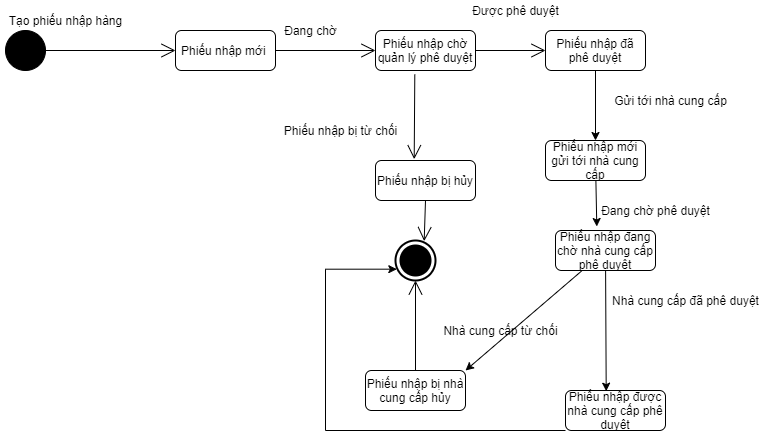 Được phê duyệt
Tạo phiếu nhập hàng
Đang chờ
Phiếu nhập mới
Phiếu nhập chờ
quản lý phê duyệt
Phiếu nhập đã
phê duyệt
Gửi tới nhà cung cấp
Phiếu nhập bị từ chối
Phiếu nhập mới
gửi tới nhà cung
cấp
Phiếu nhập bị hủy
Đang chờ phê duyệt
Phiếu nhập đang
chờ nhà cung cấp
phê duyệt
Nhà cung cấp đã phê duyệt
Nhà cung cấp từ chối
Phiếu nhập bị nhà
cung cấp hủy
Phiếu nhập được
nhà cung cấp phê
duyệt